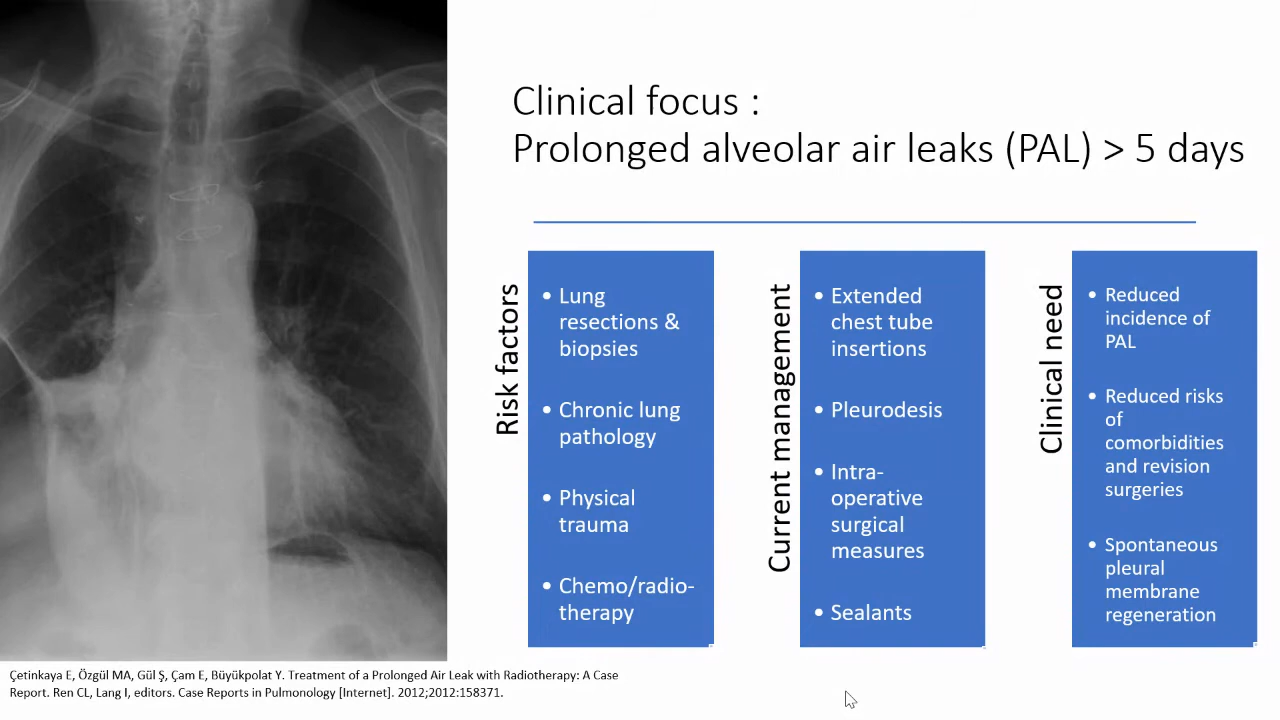 Clinical focus :
Prolonged alveolar air leaks (PAL) > 5 days
Risk factors
• Lung
resections &
biopsies
• Chronic lung
pathology
• Physical
trauma
• Chemo/radio-
therapy
Current management
• Extended
chest tube
insertions
• Pleurodesis
• Intra-
operative
surgical
measures
• Sealants
Clinical need
• Reduced
incidence of
PAL
• Reduced risks
of
comorbidities
and revision
surgeries
• Spontaneous
pleural
membrane
regeneration
Çetinkaya E, Özgül MA, Gül Ş, Çam E, Büyükpolat Y. Treatment of a Prolonged Air Leak with Radiotherapy: A Case
Report. Ren CL, Lang I, editors. Case Reports in Pulmonology [Internet]. 2012;2012:158371.